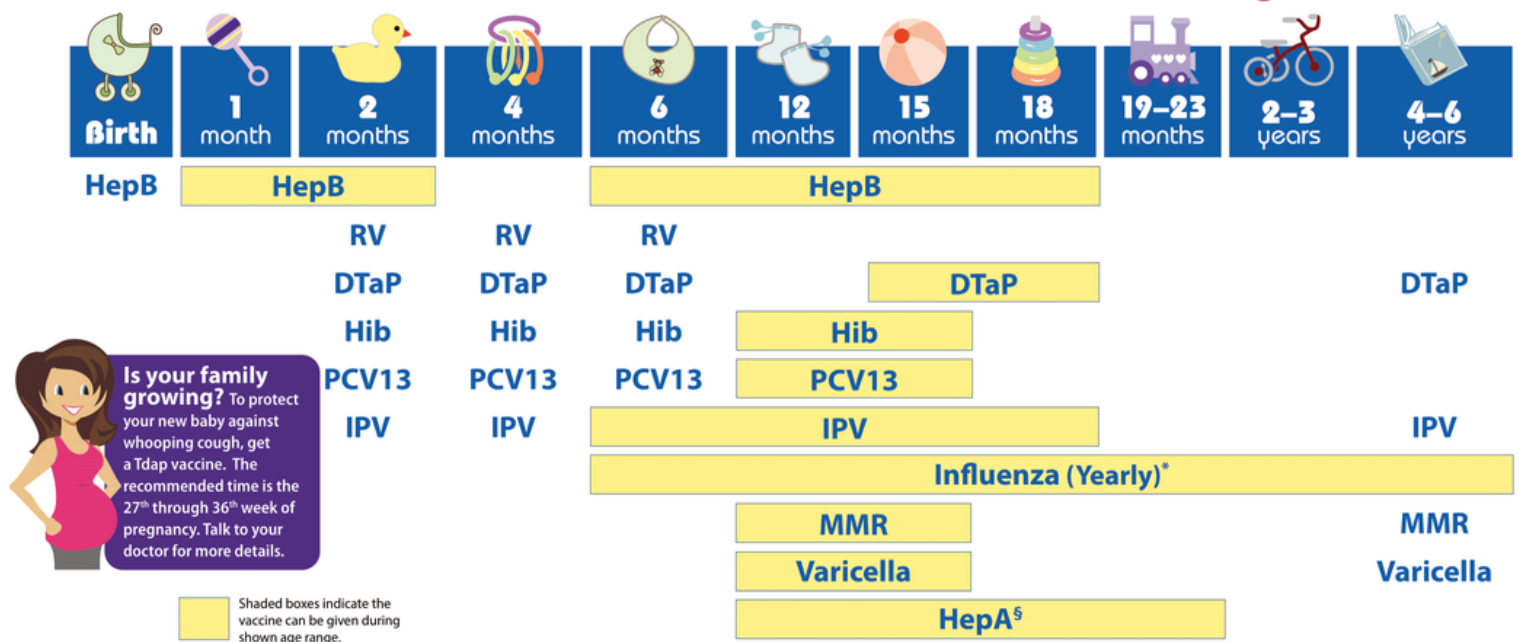 Birth
1
month
2
months
4
months
6
months
12
months
15
months
18
months
19–23
months
2–3
years
4–6
years
HepB HepB HepB
RV RV RV
DTaP DTaP DTaP DTaP DTaP
Hib Hib Hib Hib
PCV13 PCV13 PCV13 PCV13
IPV IPV IPV IPV
Influenza (Yearly)*
MMR MMR
Varicella Varicella
HepA§
Is your family
growing? To protect
your new baby against
whooping cough, get
a Tdap vaccine. The
recommended time is the
27th through 36th week of
pregnancy. Talk to your
doctor for more details.
Shaded boxes indicate the
vaccine can be given during
shown age range.